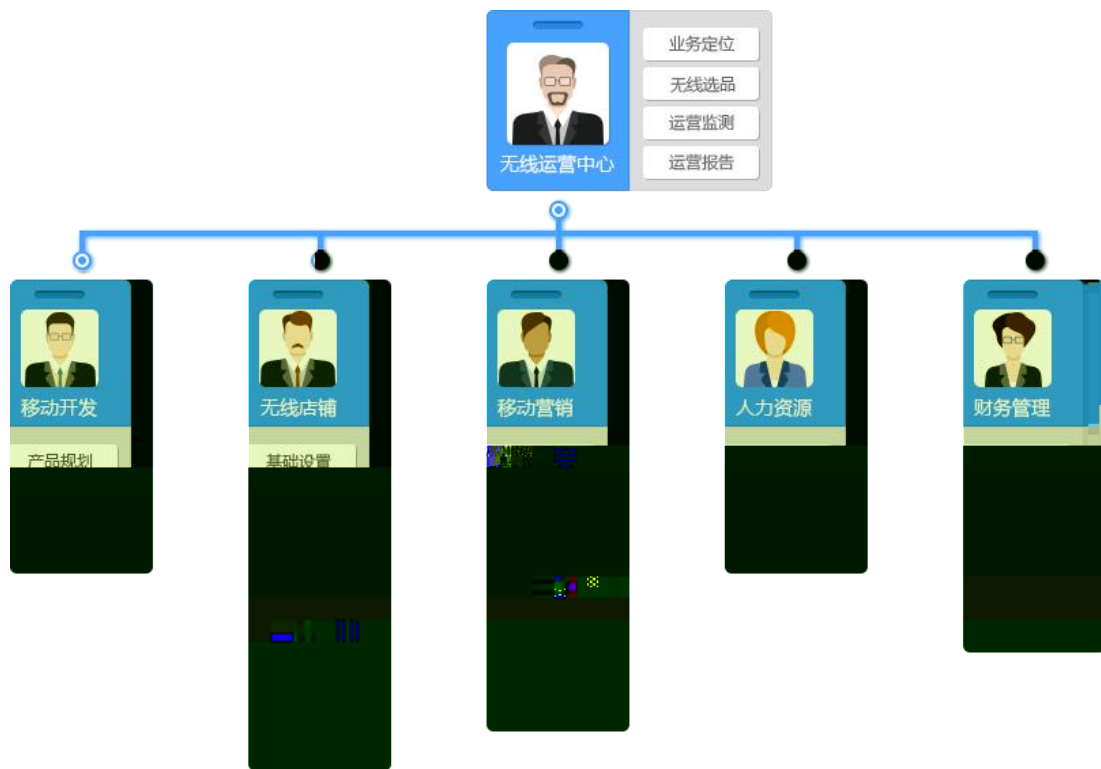 业务定位
无线选品
运营监测
运营报告
无线运营中心
移动开发
无线店铺
移动营销
人力资源
财务管理
产品规划
基础设置